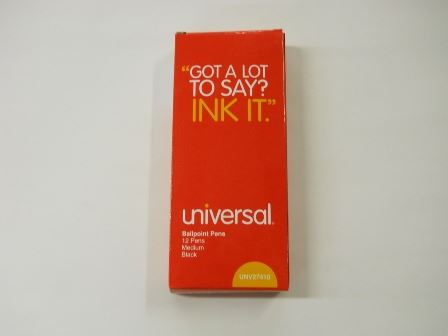 “GOT A LOT
TO SAY?
INK IT.”
universal
Ballpoint Pens
12 Pens
Medium
Black
UNV27410